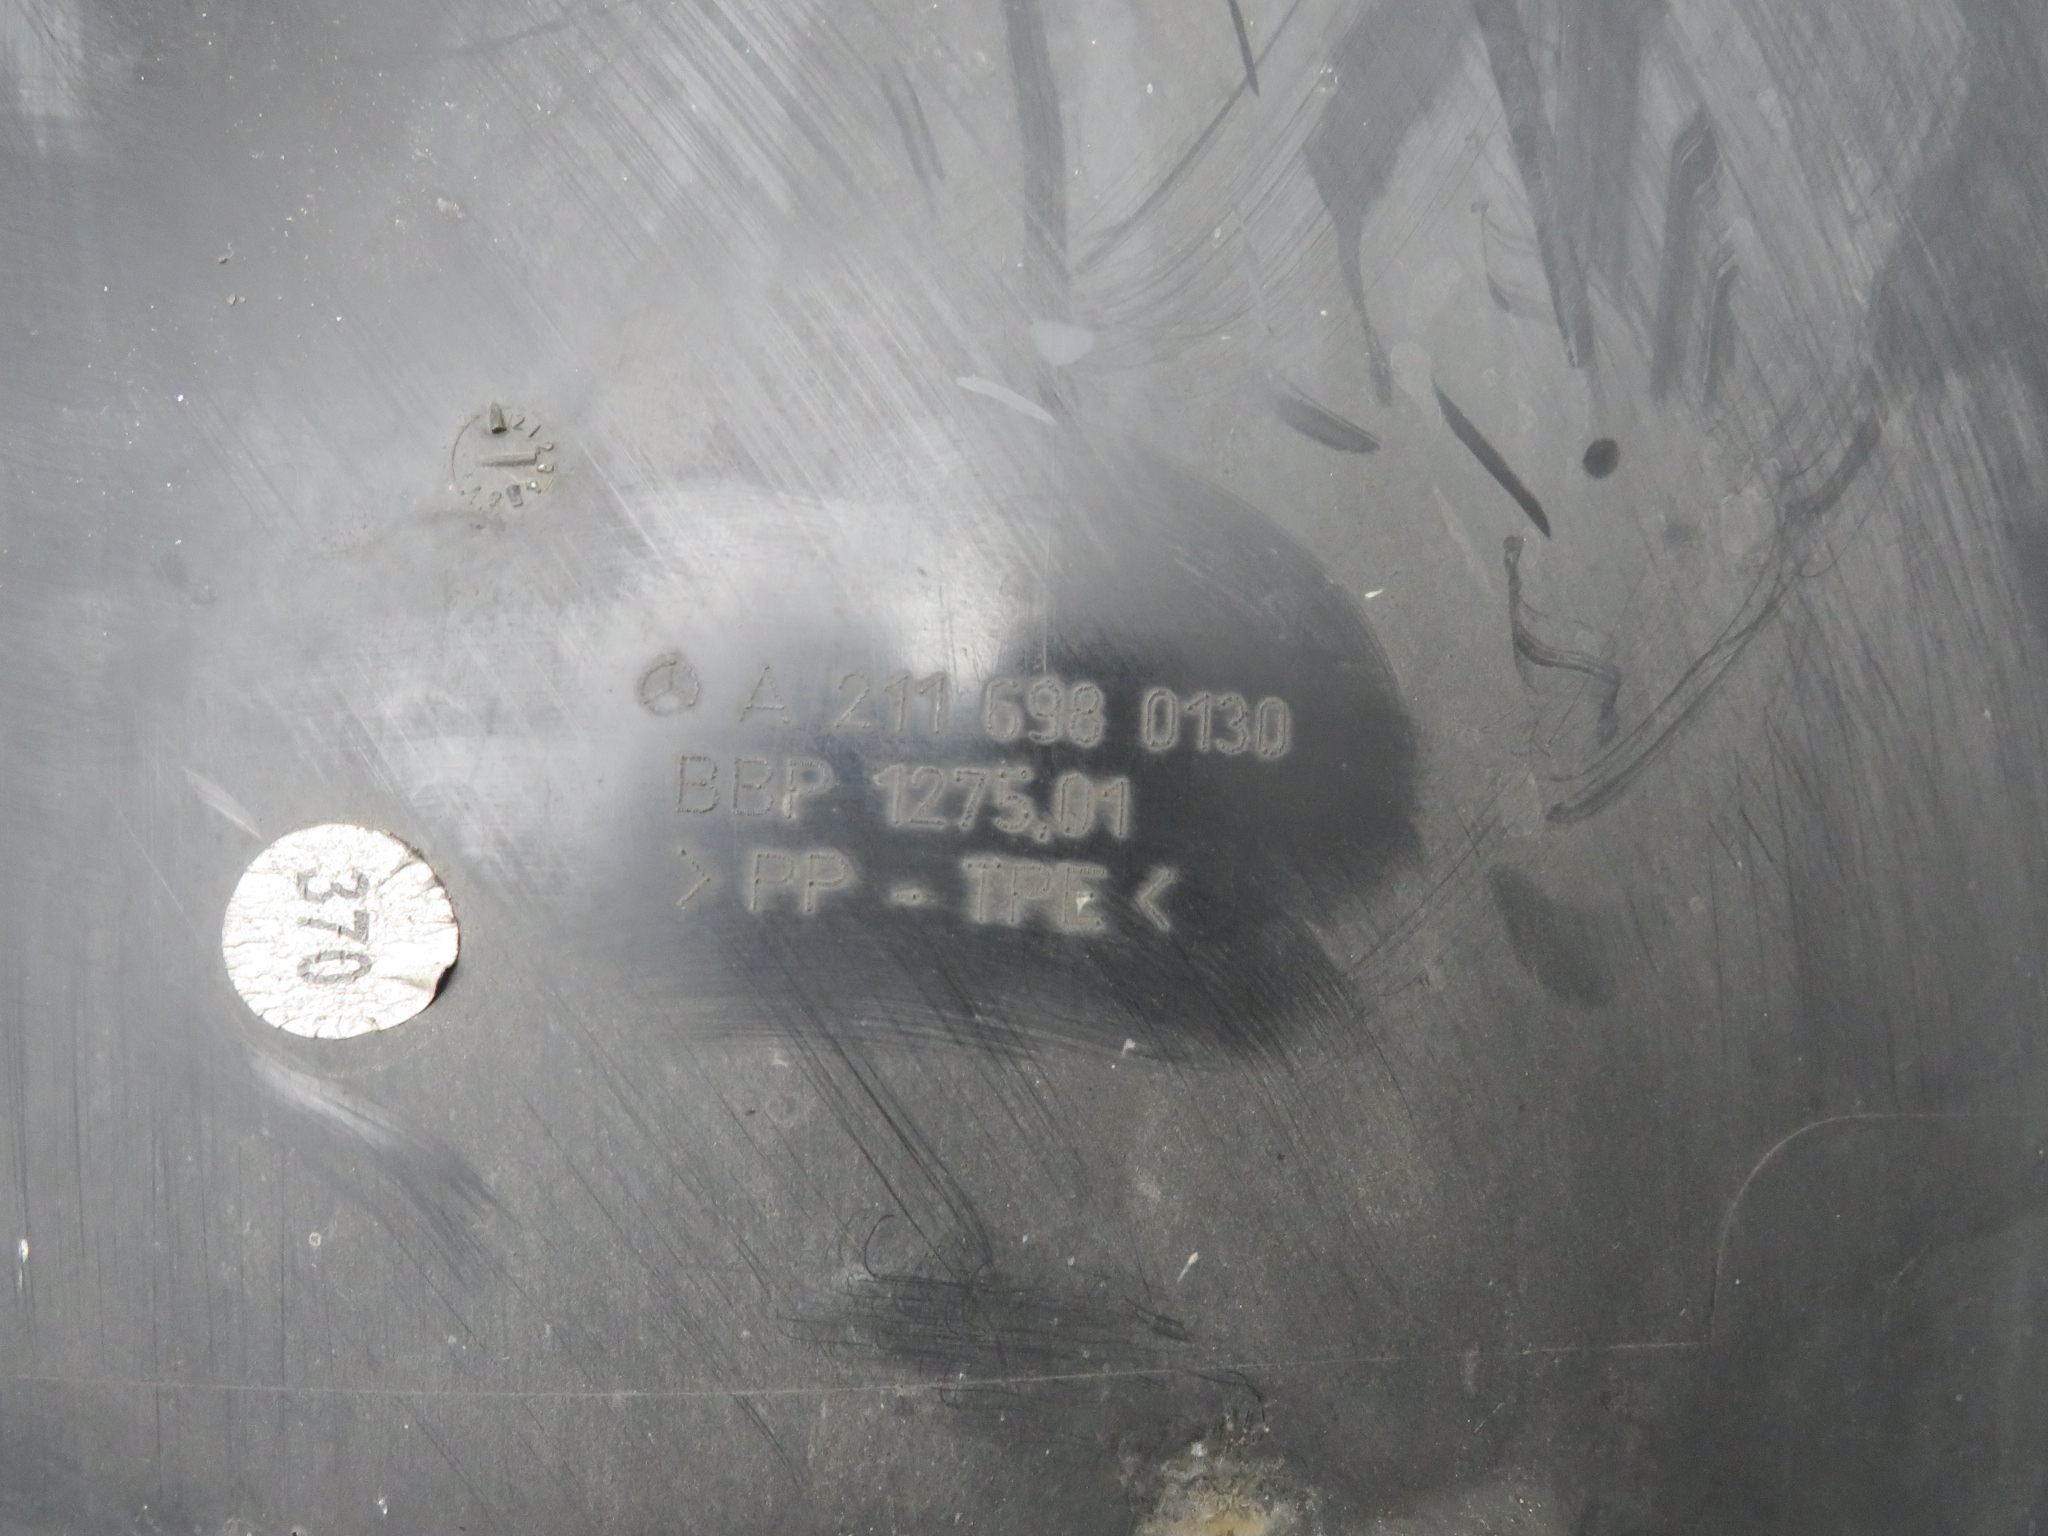 A 211 698 0130
BBP 1275.01
> PP - TPE <
370